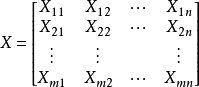 X = [X₁₁ X₁₂ ⋯ X₁ₙ
X₂₁ X₂₂ ⋯ X₂ₙ
⋮ ⋮ ⋮
Xₘ₁ Xₘ₂ ⋯ Xₘₙ]